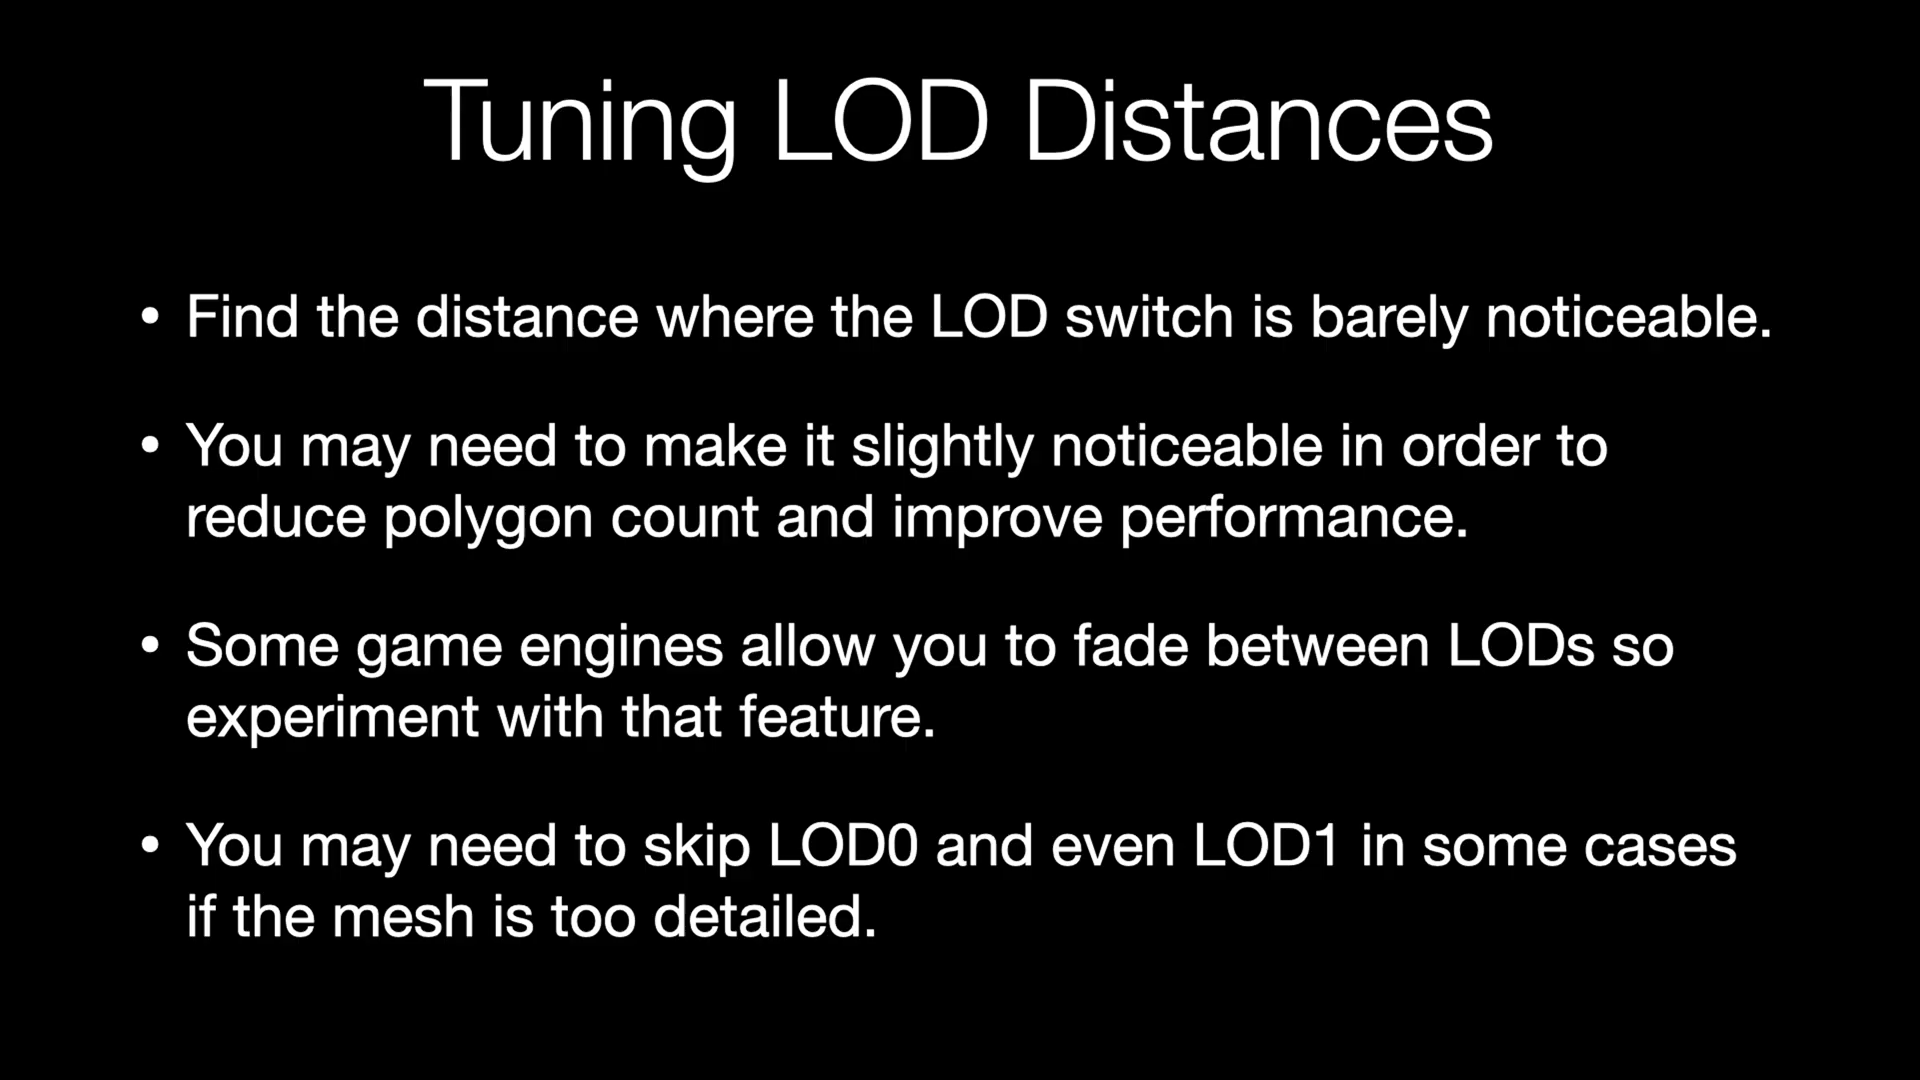 Tuning LOD Distances
• Find the distance where the LOD switch is barely noticeable.
• You may need to make it slightly noticeable in order to
reduce polygon count and improve performance.
• Some game engines allow you to fade between LODs so
experiment with that feature.
• You may need to skip LOD0 and even LOD1 in some cases
if the mesh is too detailed.